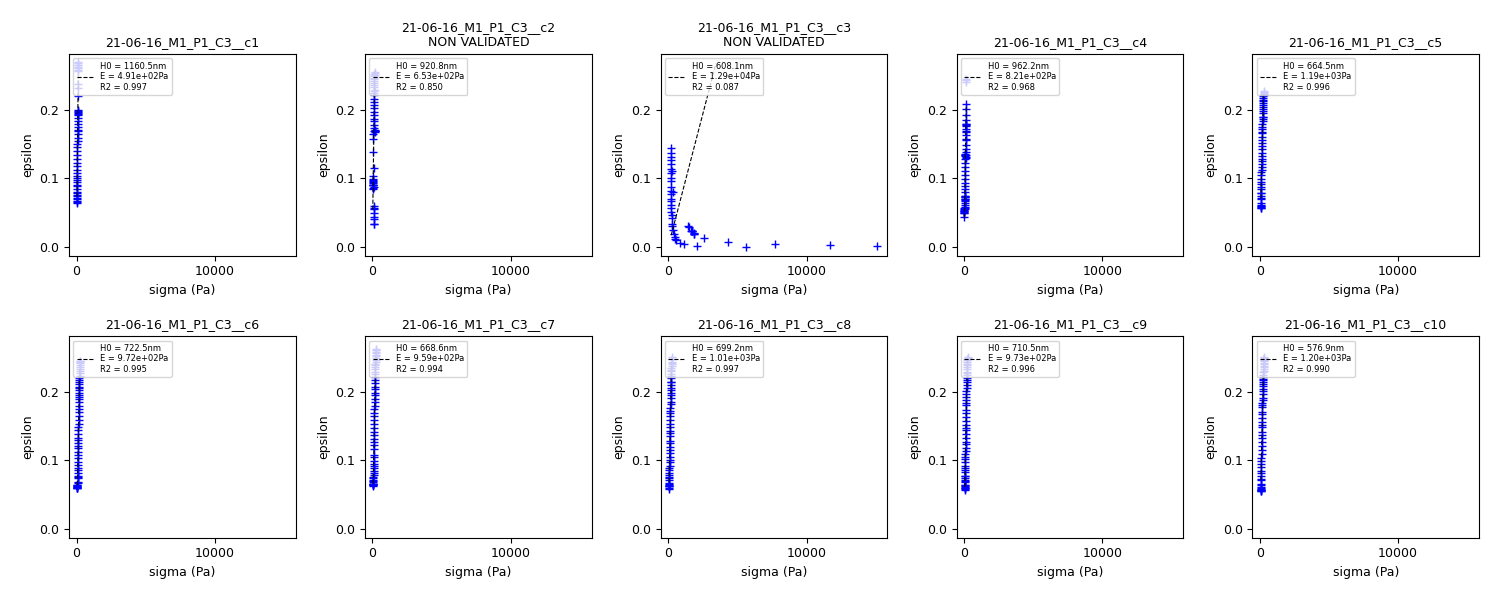 21-06-16_M1_P1_C3__c1
H0 = 1160.5nm
E = 4.91e+02Pa
R2 = 0.997
epsilon
0.2
0.1
0.0
0
10000
sigma (Pa)
21-06-16_M1_P1_C3__c2
NON VALIDATED
H0 = 920.8nm
E = 6.53e+02Pa
R2 = 0.850
epsilon
0.2
0.1
0.0
0
10000
sigma (Pa)
21-06-16_M1_P1_C3__c3
NON VALIDATED
H0 = 608.1nm
E = 1.29e+04Pa
R2 = 0.087
epsilon
0.2
0.1
0.0
0
10000
sigma (Pa)
21-06-16_M1_P1_C3__c4
H0 = 962.2nm
E = 8.21e+02Pa
R2 = 0.968
epsilon
0.2
0.1
0.0
0
10000
sigma (Pa)
21-06-16_M1_P1_C3__c5
H0 = 664.5nm
E = 1.19e+03Pa
R2 = 0.996
epsilon
0.2
0.1
0.0
0
10000
sigma (Pa)
21-06-16_M1_P1_C3__c6
H0 = 722.5nm
E = 9.72e+02Pa
R2 = 0.995
epsilon
0.2
0.1
0.0
0
10000
sigma (Pa)
21-06-16_M1_P1_C3__c7
H0 = 668.6nm
E = 9.59e+02Pa
R2 = 0.994
epsilon
0.2
0.1
0.0
0
10000
sigma (Pa)
21-06-16_M1_P1_C3__c8
H0 = 699.2nm
E = 1.01e+03Pa
R2 = 0.997
epsilon
0.2
0.1
0.0
0
10000
sigma (Pa)
21-06-16_M1_P1_C3__c9
H0 = 710.5nm
E = 9.73e+02Pa
R2 = 0.996
epsilon
0.2
0.1
0.0
0
10000
sigma (Pa)
21-06-16_M1_P1_C3__c10
H0 = 576.9nm
E = 1.20e+03Pa
R2 = 0.990
epsilon
0.2
0.1
0.0
0
10000
sigma (Pa)